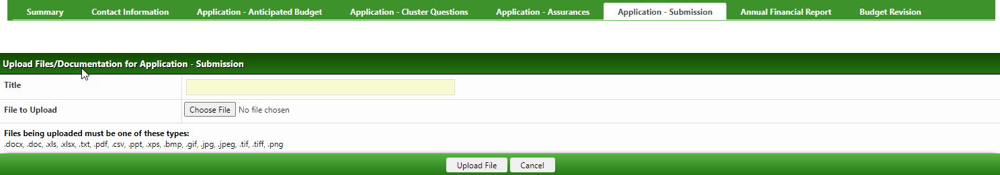 Summary Contact Information Application - Anticipated Budget Application - Cluster Questions Application - Assurances Application - Submission Annual Financial Report Budget Revision
Upload Files/Documentation for Application - Submission
Title
File to Upload Choose File No file chosen
Files being uploaded must be one of these types:
.docx, .doc, .xls, .xlsx, .txt, .pdf, .csv, .ppt, .xps, .bmp, .gif, .jpg, .jpeg, .tif, .tiff, .png
Upload File Cancel